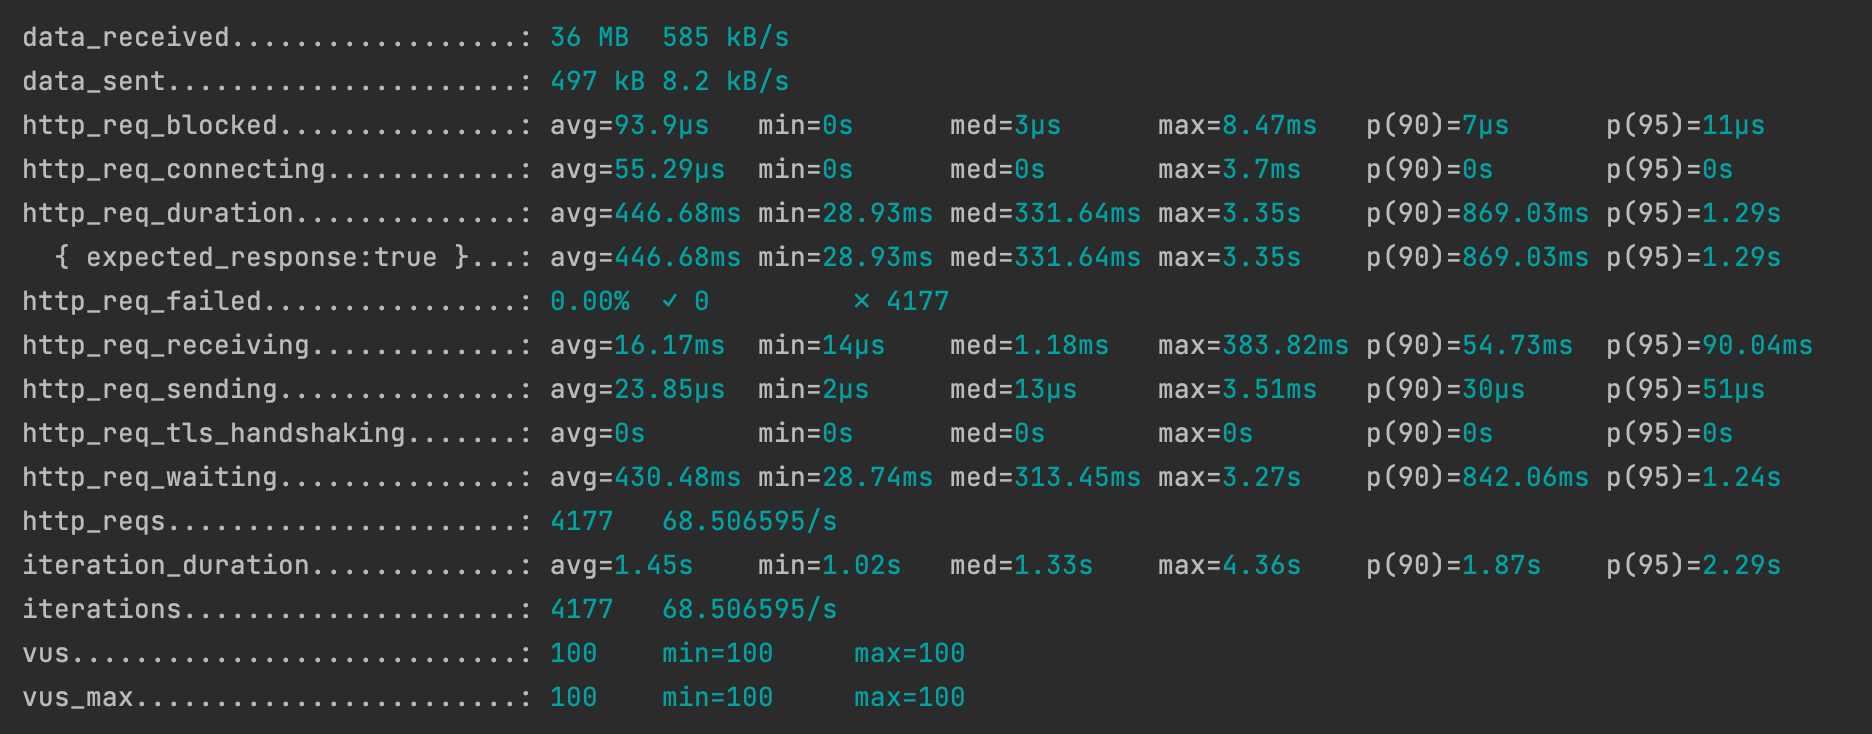 data_received..................: 36 MB  585 kB/s
data_sent......................: 497 kB 8.2 kB/s
http_req_blocked...............: avg=93.9µs   min=0s      med=3µs      max=8.47ms   p(90)=7µs      p(95)=11µs
http_req_connecting............: avg=55.29µs  min=0s      med=0s       max=3.7ms    p(90)=0s       p(95)=0s
http_req_duration..............: avg=446.68ms min=28.93ms med=331.64ms max=3.35s    p(90)=869.03ms p(95)=1.29s
  { expected_response:true }...: avg=446.68ms min=28.93ms med=331.64ms max=3.35s    p(90)=869.03ms p(95)=1.29s
http_req_failed................: 0.00%  ✓ 0         ✗ 4177
http_req_receiving.............: avg=16.17ms  min=14µs    med=1.18ms   max=383.82ms p(90)=54.73ms  p(95)=90.04ms
http_req_sending...............: avg=23.85µs  min=2µs     med=13µs     max=3.51ms   p(90)=30µs     p(95)=51µs
http_req_tls_handshaking.......: avg=0s       min=0s      med=0s       max=0s       p(90)=0s       p(95)=0s
http_req_waiting...............: avg=430.48ms min=28.74ms med=313.45ms max=3.27s    p(90)=842.06ms p(95)=1.24s
http_reqs......................: 4177   68.506595/s
iteration_duration.............: avg=1.45s    min=1.02s   med=1.33s    max=4.36s    p(90)=1.87s    p(95)=2.29s
iterations.....................: 4177   68.506595/s
vus............................: 100    min=100     max=100
vus_max........................: 100    min=100     max=100